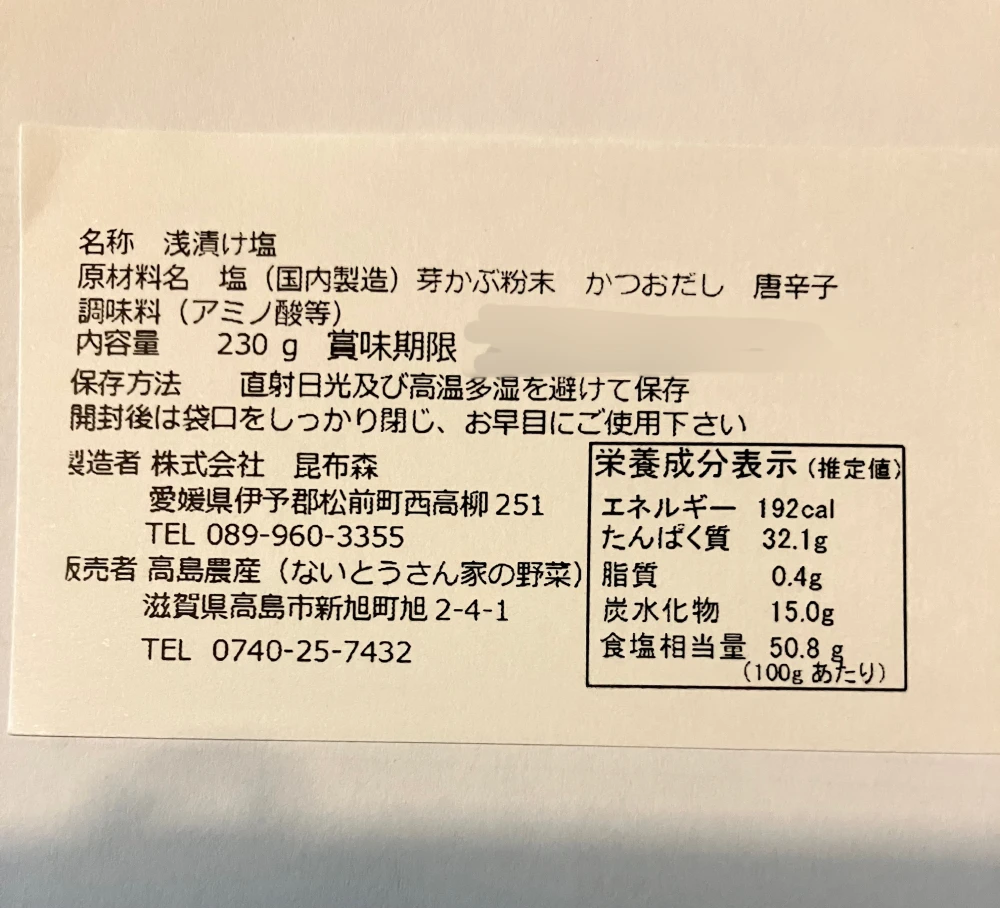 名称　浅漬け塩
原材料名　塩（国内製造）芽かぶ粉末　かつおだし　唐辛子
調味料（アミノ酸等）
内容量　　230 g　賞味期限
保存方法　　直射日光及び高温多湿を避けて保存
開封後は袋口をしっかり閉じ、お早目にご使用下さい
製造者 株式会社　昆布森
愛媛県伊予郡松前町西高柳 251
TEL 089-960-3355
販売者 高島農産（ないとうさん家の野菜）
滋賀県高島市新旭町旭 2-4-1
TEL 0740-25-7432
栄養成分表示（推定値）
エネルギー　192cal
たんぱく質　32.1g
脂質　0.4g
炭水化物　15.0g
食塩相当量　50.8 g
（100g あたり）